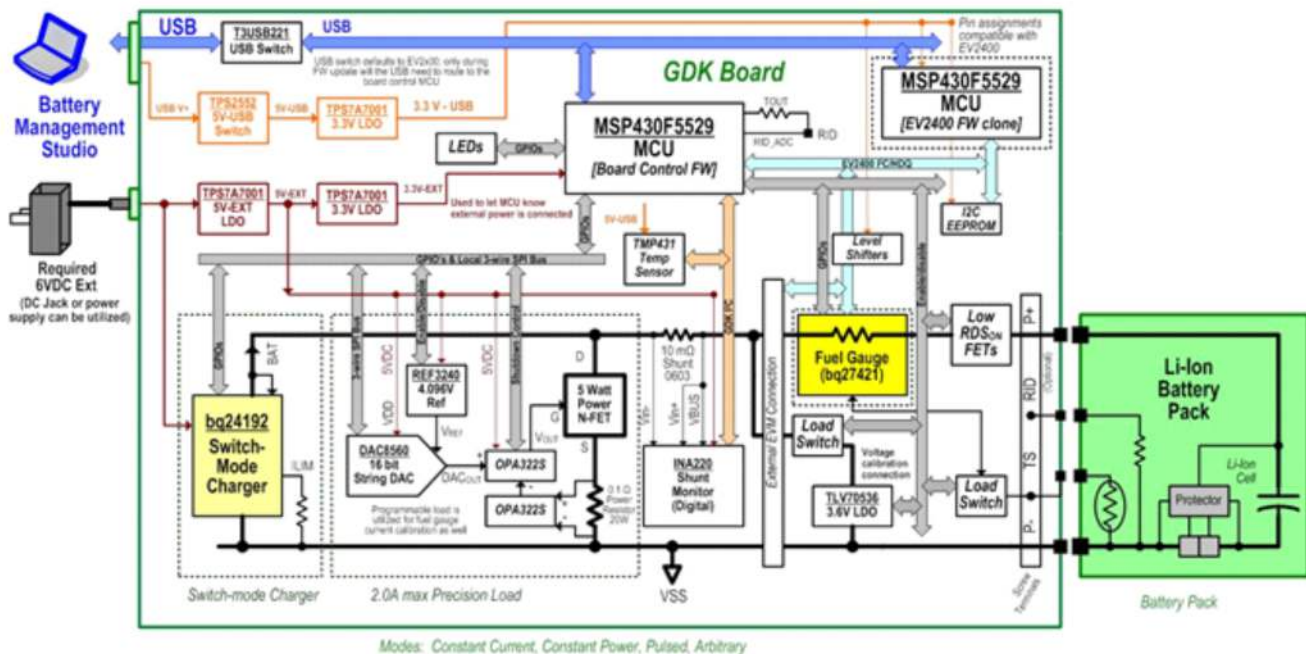 USB
T3USB221
USB Switch
USB
USB switch defaults to EV2x00; only during
FW update will the USB need to route to the
board control MCU
Pin assignments
compatible with
EV2400
GDK Board
MSP430F5529
MCU
[EV2400 FW clone]
Battery
Management
Studio
USB V+
TPS2552
5V-USB
Switch
5V-USB
TPS7A7001
3.3V LDO
3.3 V - USB
MSP430F5529
MCU
[Board Control FW]
TOUT
RID_ADC
RID
LEDs
GPIOs
EV2400 I²C/HDQ
I2C
EEPROM
TPS7A7001
5V-EXT
LDO
5V-EXT
TPS7A7001
3.3V LDO
3.3V-EXT
Used to let MCU know
external power is connected
GPIOs
5V-USB
TMP431
Temp
Sensor
Level
Shifters
GPIOs
Enable/disable
Required
6VDC Ext
(DC Jack or power
supply can be utilized)
GPIO's & Local 3-wire SPI Bus
GPIOs
3-wire SPI Bus
5VDC
Enable/Disable
5VDC
Shutdown Control
GDK I²C
BAT
bq24192
Switch-
Mode
Charger
ILIM
VDD
REF3240
4.096V
Ref
VREF
DAC8560
16 bit
String DAC
DACOUT
OPA322S
OPA322S
VOUT
D
G
S
5 Watt
Power
N-FET
0.1 Ω
Power
Resistor
20W
Programmable load is
utilized for fuel gauge
current calibration as well
10 mΩ
Shunt
0603
Vin-
Vin+
VBUS
INA220
Shunt
Monitor
(Digital)
External EVM Connection
Fuel Gauge
(bq27421)
Load
Switch
Voltage
calibration
connection
TLV70536
3.6V LDO
Low
RDSON
FETs
Load
Switch
P+
RID
(Optional)
TS
P-
Screw
Terminals
Li-Ion
Battery
Pack
Li-Ion
Cell
Protector
VSS
Switch-mode Charger
2.0A max Precision Load
Battery Pack
Modes: Constant Current, Constant Power, Pulsed, Arbitrary